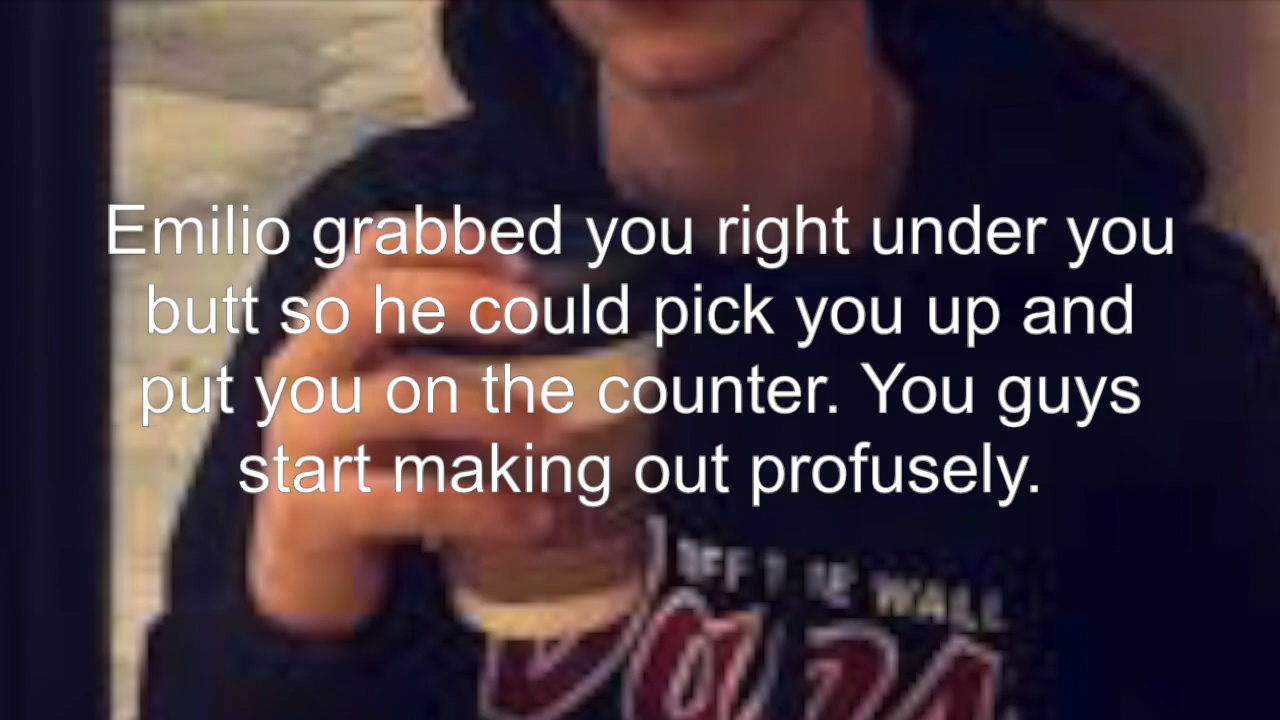 Emilio grabbed you right under you
butt so he could pick you up and
put you on the counter. You guys
start making out profusely.
WALL